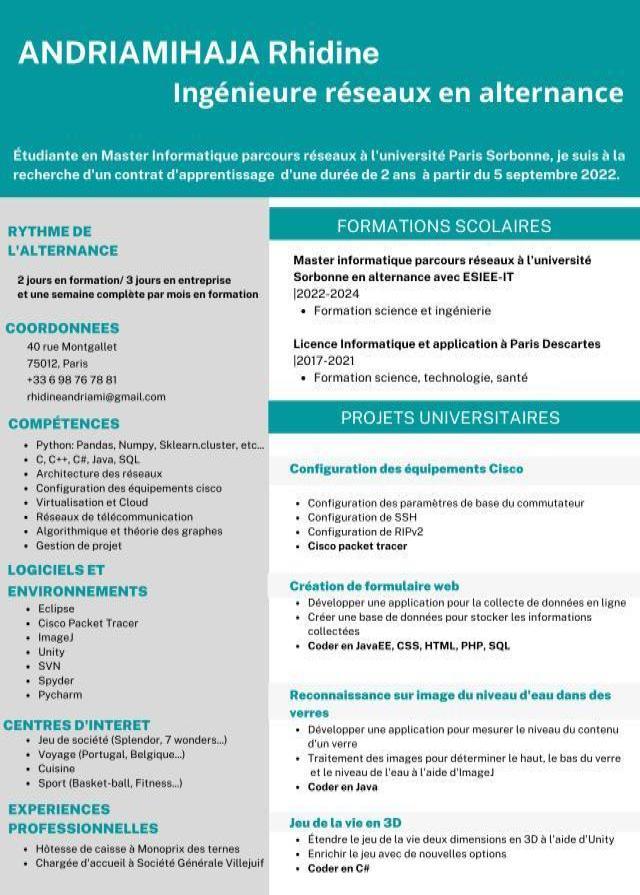 ANDRIAMIHAJA Rhidine
Ingénieure réseaux en alternance
Étudiante en Master Informatique parcours réseaux à l'université Paris Sorbonne, je suis à la
recherche d'un contrat d'apprentissage d'une durée de 2 ans à partir du 5 septembre 2022.
RYTHME DE
L'ALTERNANCE
2 jours en formation/ 3 jours en entreprise
et une semaine complète par mois en formation
COORDONNEES
40 rue Montgallet
75012, Paris
+33 6 98 76 78 81
rhidineandriami@gmail.com
COMPÉTENCES
• Python: Pandas, Numpy, Sklearn.cluster, etc...
• C, C++, C#, Java, SQL
• Architecture des réseaux
• Configuration des équipements cisco
• Virtualisation et Cloud
• Réseaux de télécommunication
• Algorithmique et théorie des graphes
• Gestion de projet
LOGICIELS ET
ENVIRONNEMENTS
• Eclipse
• Cisco Packet Tracer
• ImageJ
• Unity
• SVN
• Spyder
• Pycharm
CENTRES D'INTERET
• Jeu de société (Splendor, 7 wonders...)
• Voyage (Portugal, Belgique...)
• Cuisine
• Sport (Basket-ball, Fitness...)
EXPERIENCES
PROFESSIONNELLES
• Hôtesse de caisse à Monoprix des ternes
• Chargée d'accueil à Société Générale Villejuif
FORMATIONS SCOLAIRES
Master informatique parcours réseaux à l'université
Sorbonne en alternance avec ESIEE-IT
|2022-2024
• Formation science et ingénierie
Licence Informatique et application à Paris Descartes
|2017-2021
• Formation science, technologie, santé
PROJETS UNIVERSITAIRES
Configuration des équipements Cisco
• Configuration des paramètres de base du commutateur
• Configuration de SSH
• Configuration de RIPv2
• Cisco packet tracer
Création de formulaire web
• Développer une application pour la collecte de données en ligne
• Créer une base de données pour stocker les informations
collectées
• Coder en JavaEE, CSS, HTML, PHP, SQL
Reconnaissance sur image du niveau d'eau dans des
verres
• Développer une application pour mesurer le niveau du contenu
d'un verre
• Traitement des images pour déterminer le haut, le bas du verre
et le niveau de l'eau à l'aide d'ImageJ
• Coder en Java
Jeu de la vie en 3D
• Étendre le jeu de la vie deux dimensions en 3D à l'aide d'Unity
• Enrichir le jeu avec de nouvelles options
• Coder en C#